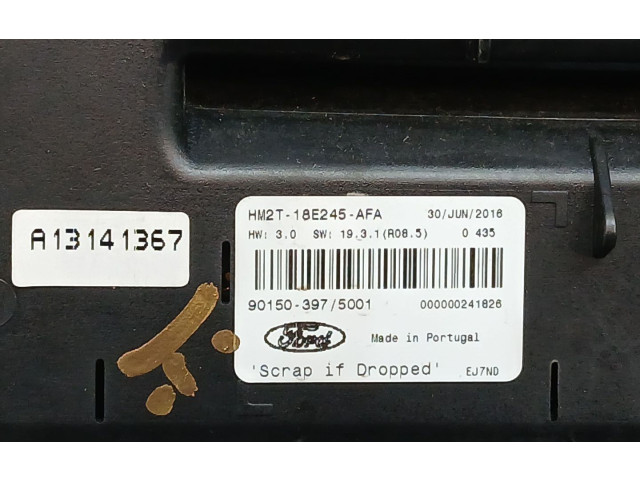 A13141367
HM2T-18E245-AFA 30/JUN/2016
HW: 3.0 SW: 19.3.1(R08.5) 0 435
90150-397/5001 000000241826
Ford Made in Portugal
'Scrap if Dropped' EJ7ND